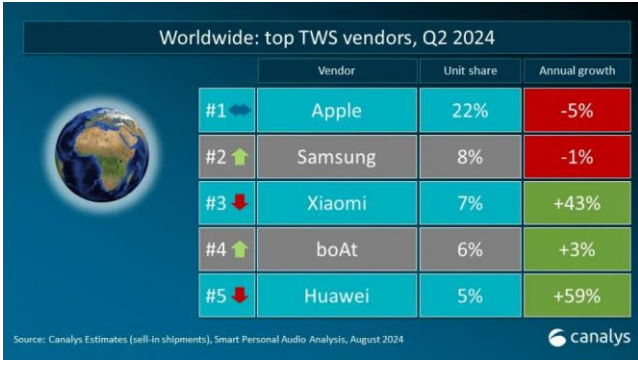 Worldwide: top TWS vendors, Q2 2024
Vendor Unit share Annual growth
#1 Apple 22% -5%
#2 Samsung 8% -1%
#3 Xiaomi 7% +43%
#4 boAt 6% +3%
#5 Huawei 5% +59%
Source: Canalys Estimates (sell-in shipments), Smart Personal Audio Analysis, August 2024
canalys